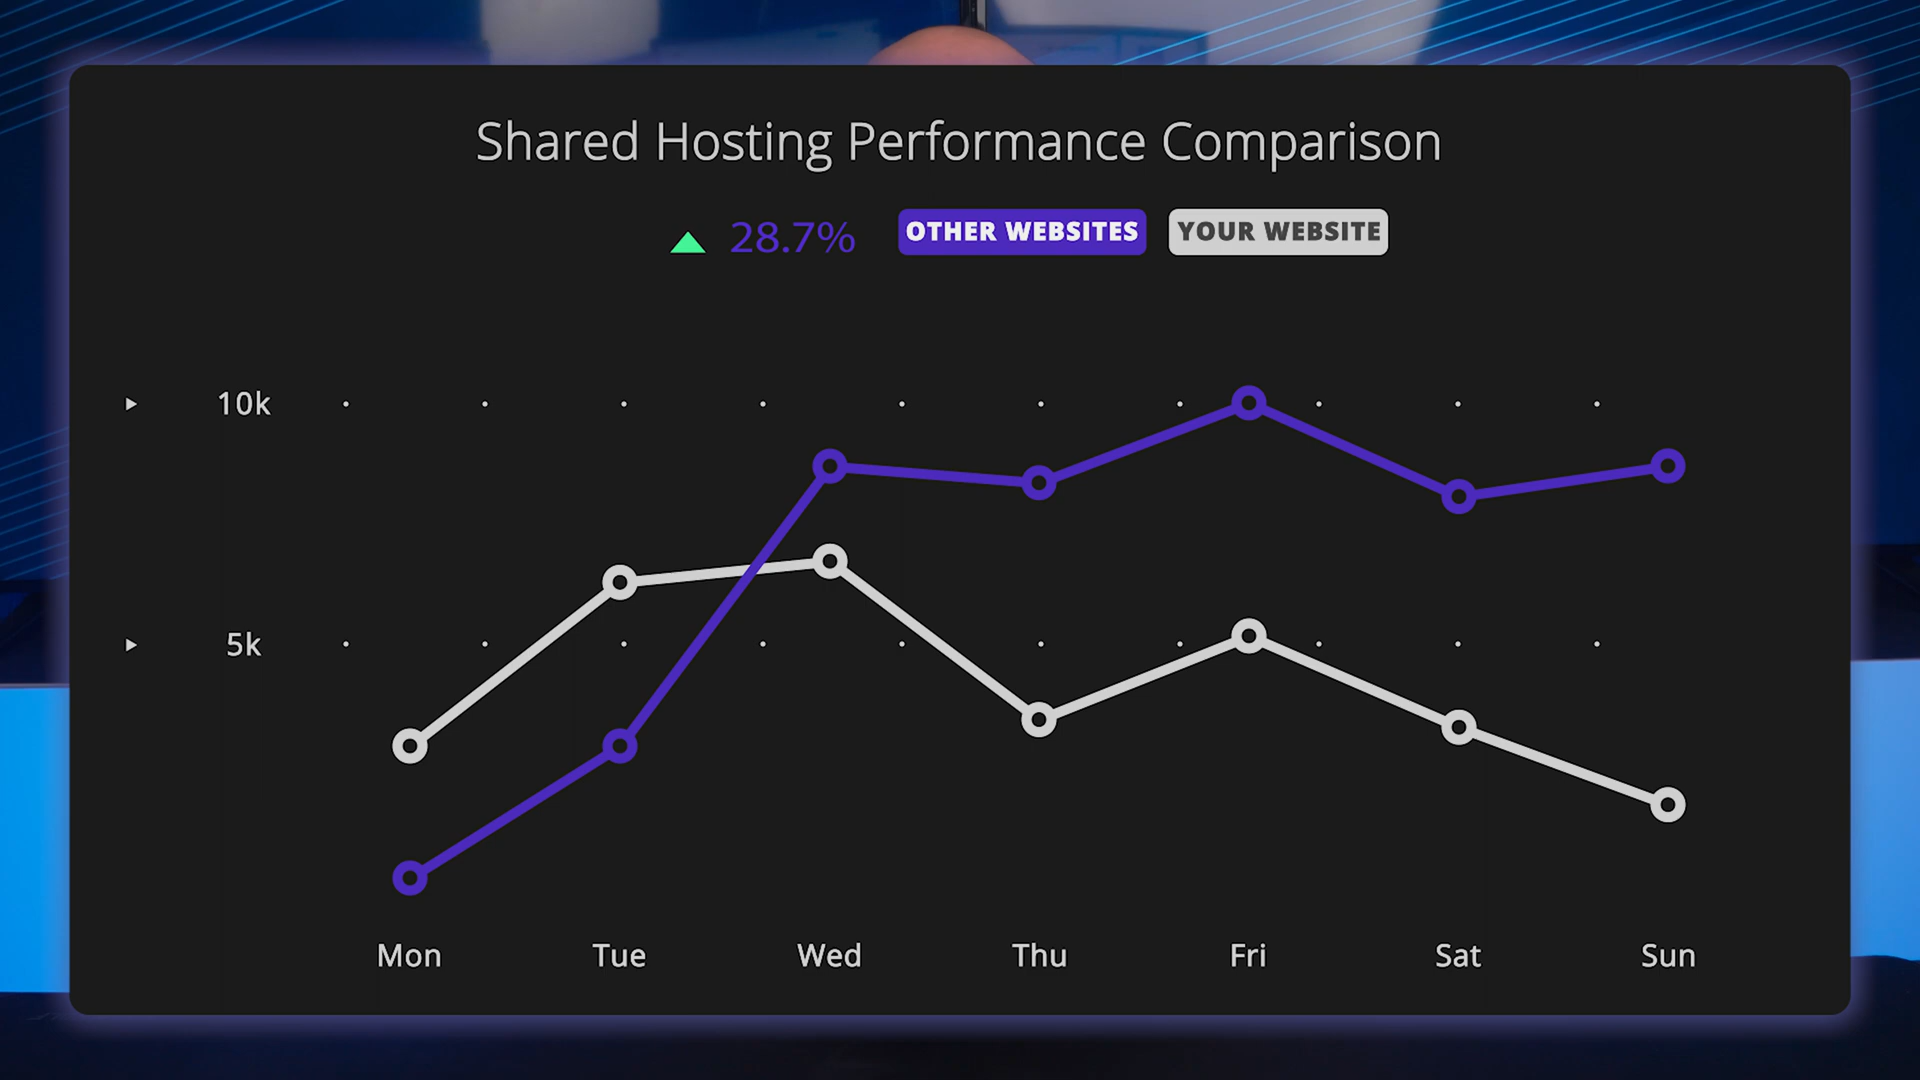 Shared Hosting Performance Comparison
28.7% OTHER WEBSITES YOUR WEBSITE
10k
5k
Mon Tue Wed Thu Fri Sat Sun